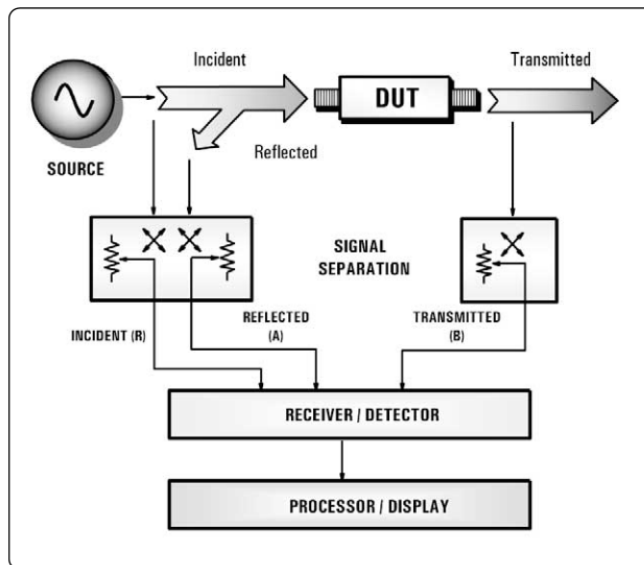 Incident
Transmitted
DUT
Reflected
SOURCE
SIGNAL
SEPARATION
INCIDENT (R)
REFLECTED
(A)
TRANSMITTED
(B)
RECEIVER / DETECTOR
PROCESSOR / DISPLAY